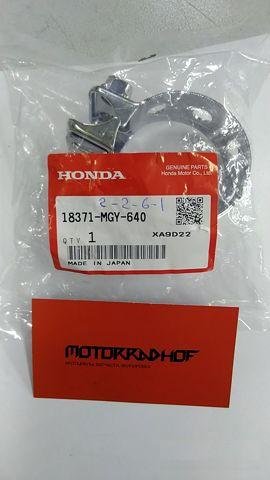 HONDA
GENUINE PARTS
Honda Motor Co., Ltd.
2-2-6-1
18371-MGY-640
QTY 1
XA9D22
MADE IN JAPAN
MOTORRADHOF